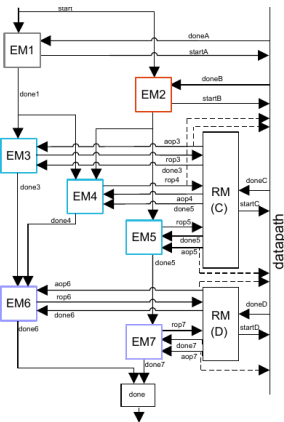 start
EM1
doneA
startA
done1
EM2
doneB
startB
EM3
aop3
rop3
done3
done3
EM4
rop4
aop4
done5
done4
RM
(C)
doneC
startC
EM5
rop5
done5
aop5
done5
datapath
EM6
aop6
rop6
done6
done6
RM
(D)
doneD
startD
EM7
rop7
done7
aop7
done7
done